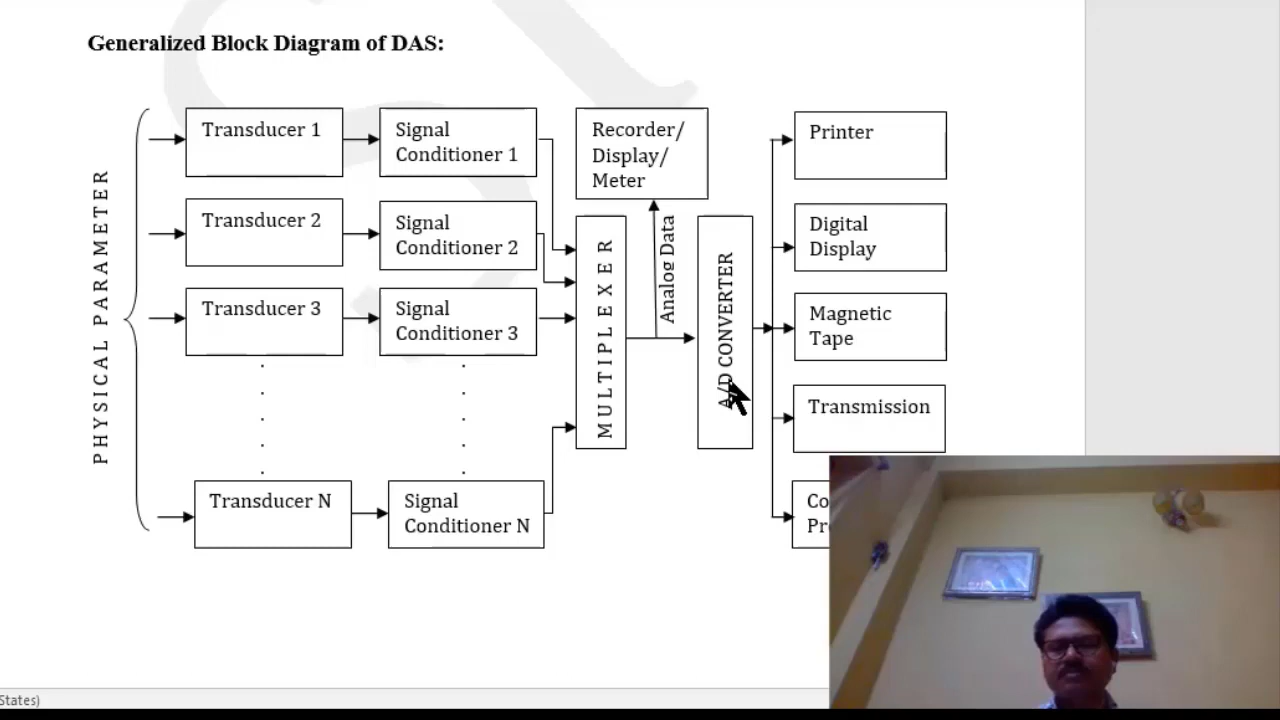 Generalized Block Diagram of DAS:
PHYSICAL PARAMETER
Transducer 1
Signal
Conditioner 1
Transducer 2
Signal
Conditioner 2
Transducer 3
Signal
Conditioner 3
Transducer N
Signal
Conditioner N
MULTIPLEXER
Recorder/
Display/
Meter
Analog Data
A/D CONVERTER
Printer
Digital
Display
Magnetic
Tape
Transmission
States)